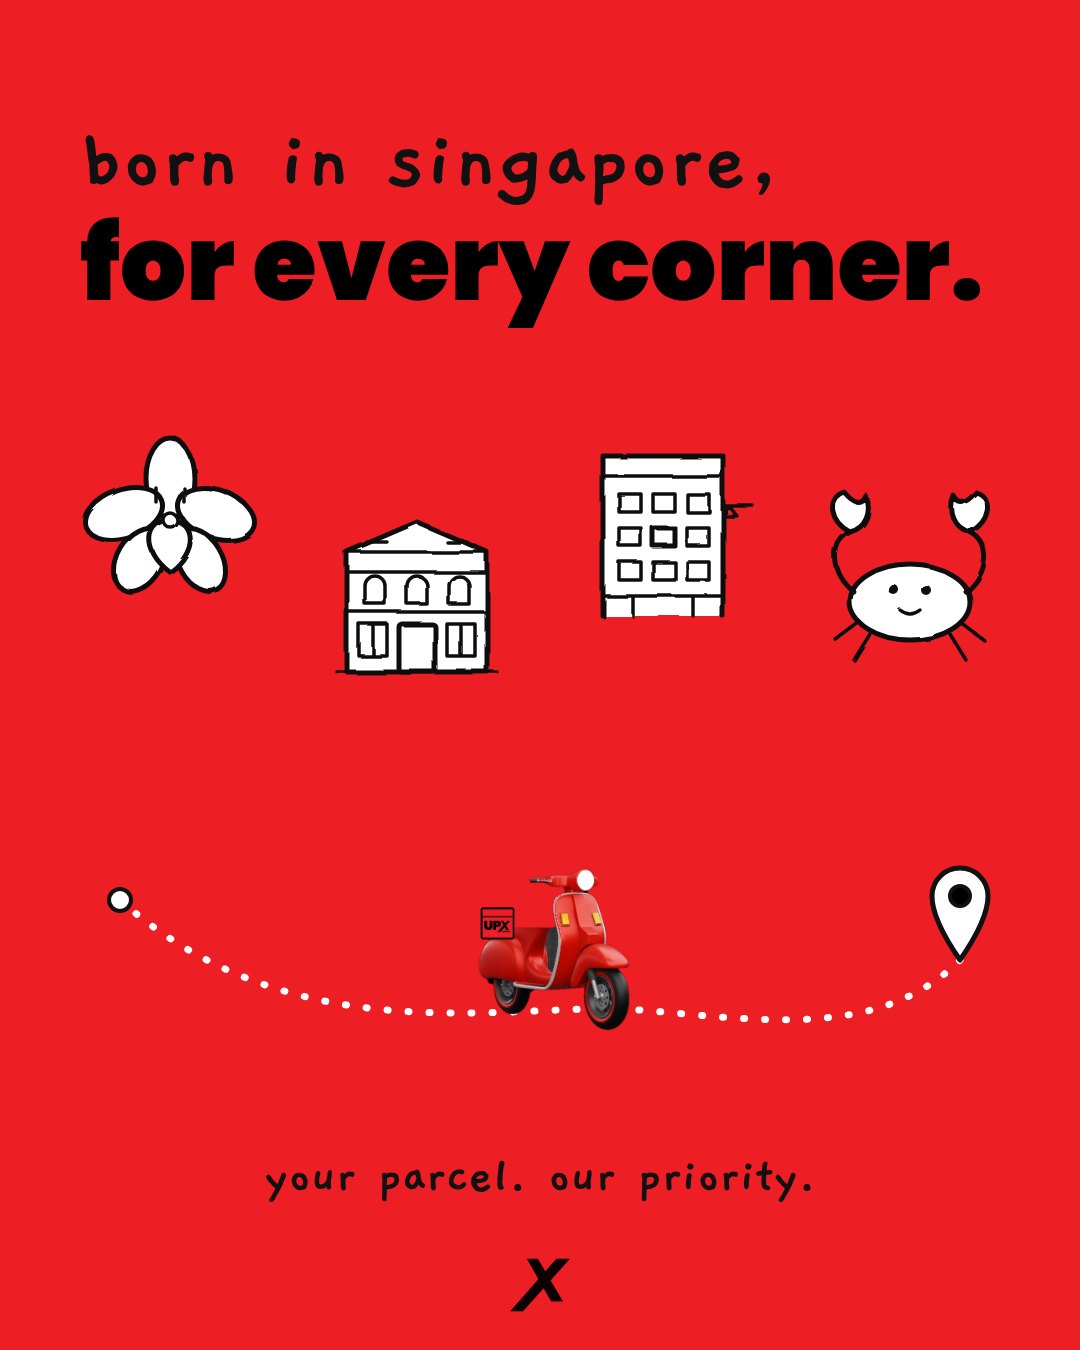 born in singapore,
for every corner.
UPX
your parcel. our priority.
X